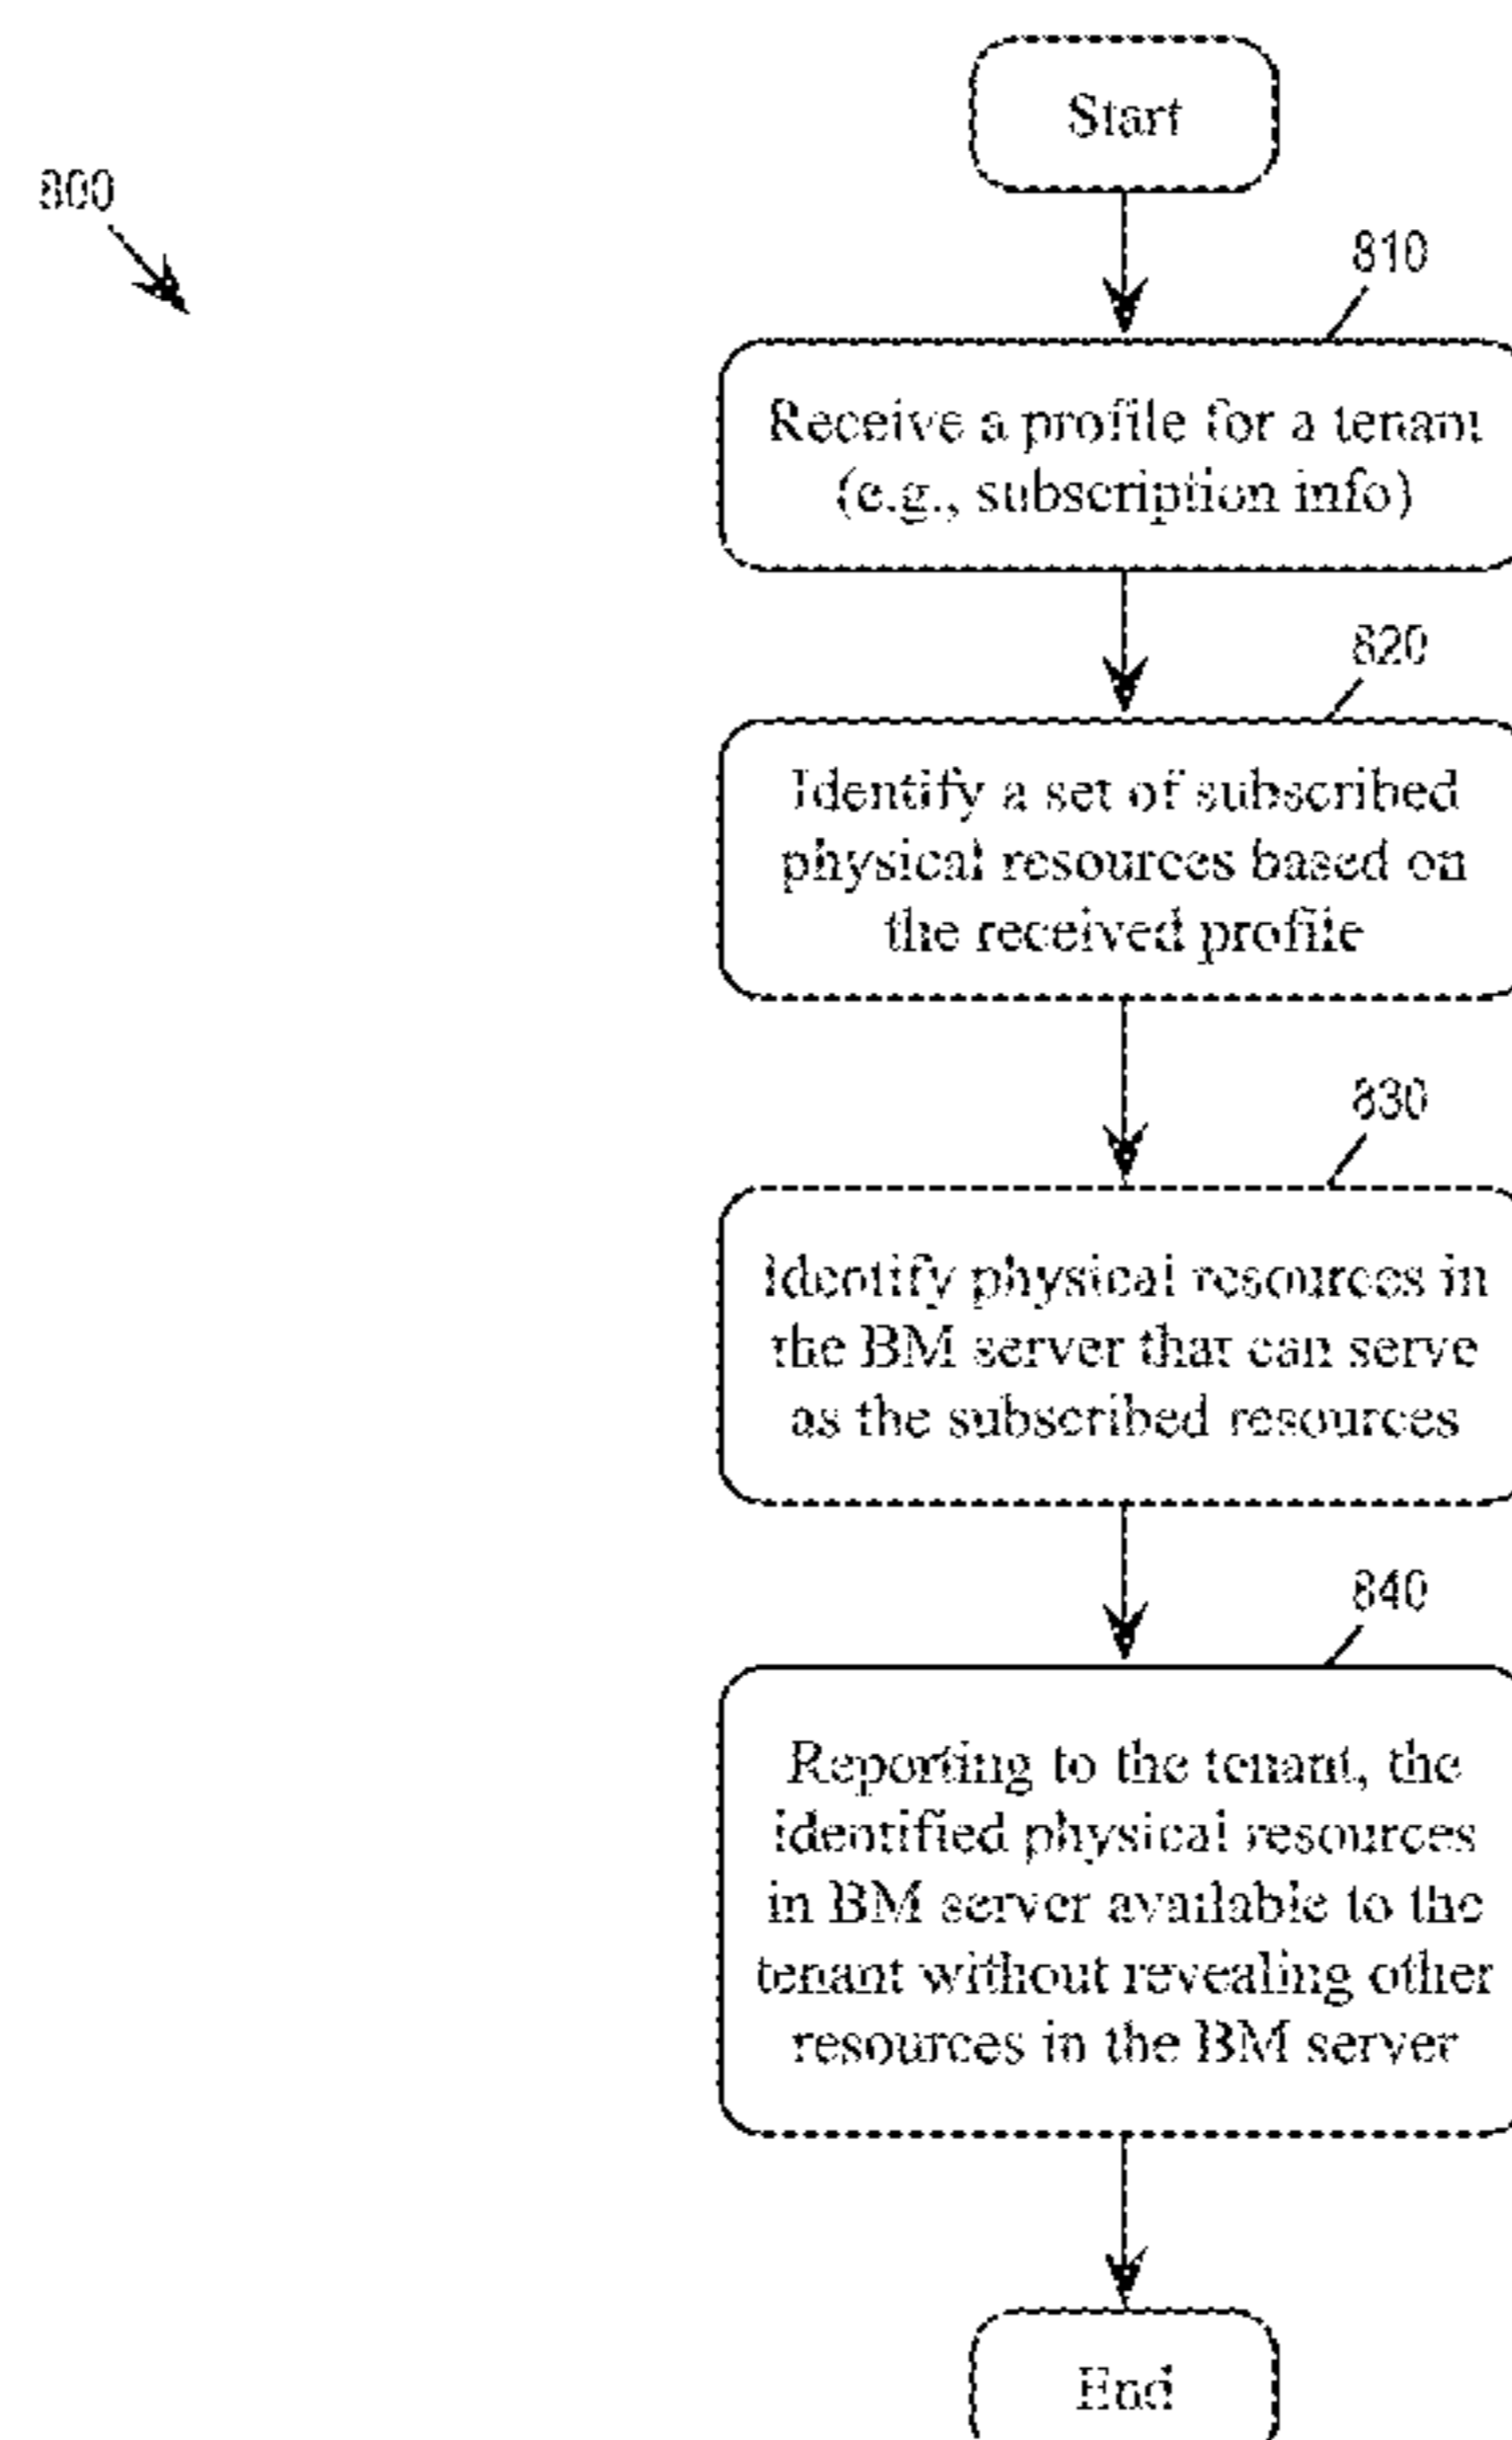 Start
800
810
Receive a profile for a tenant
(e.g., subscription info)
820
Identify a set of subscribed
physical resources based on
the received profile
830
Identify physical resources in
the BM server that can serve
as the subscribed resources
840
Reporting to the tenant, the
identified physical resources
in BM server available to the
tenant without revealing other
resources in the BM server
End